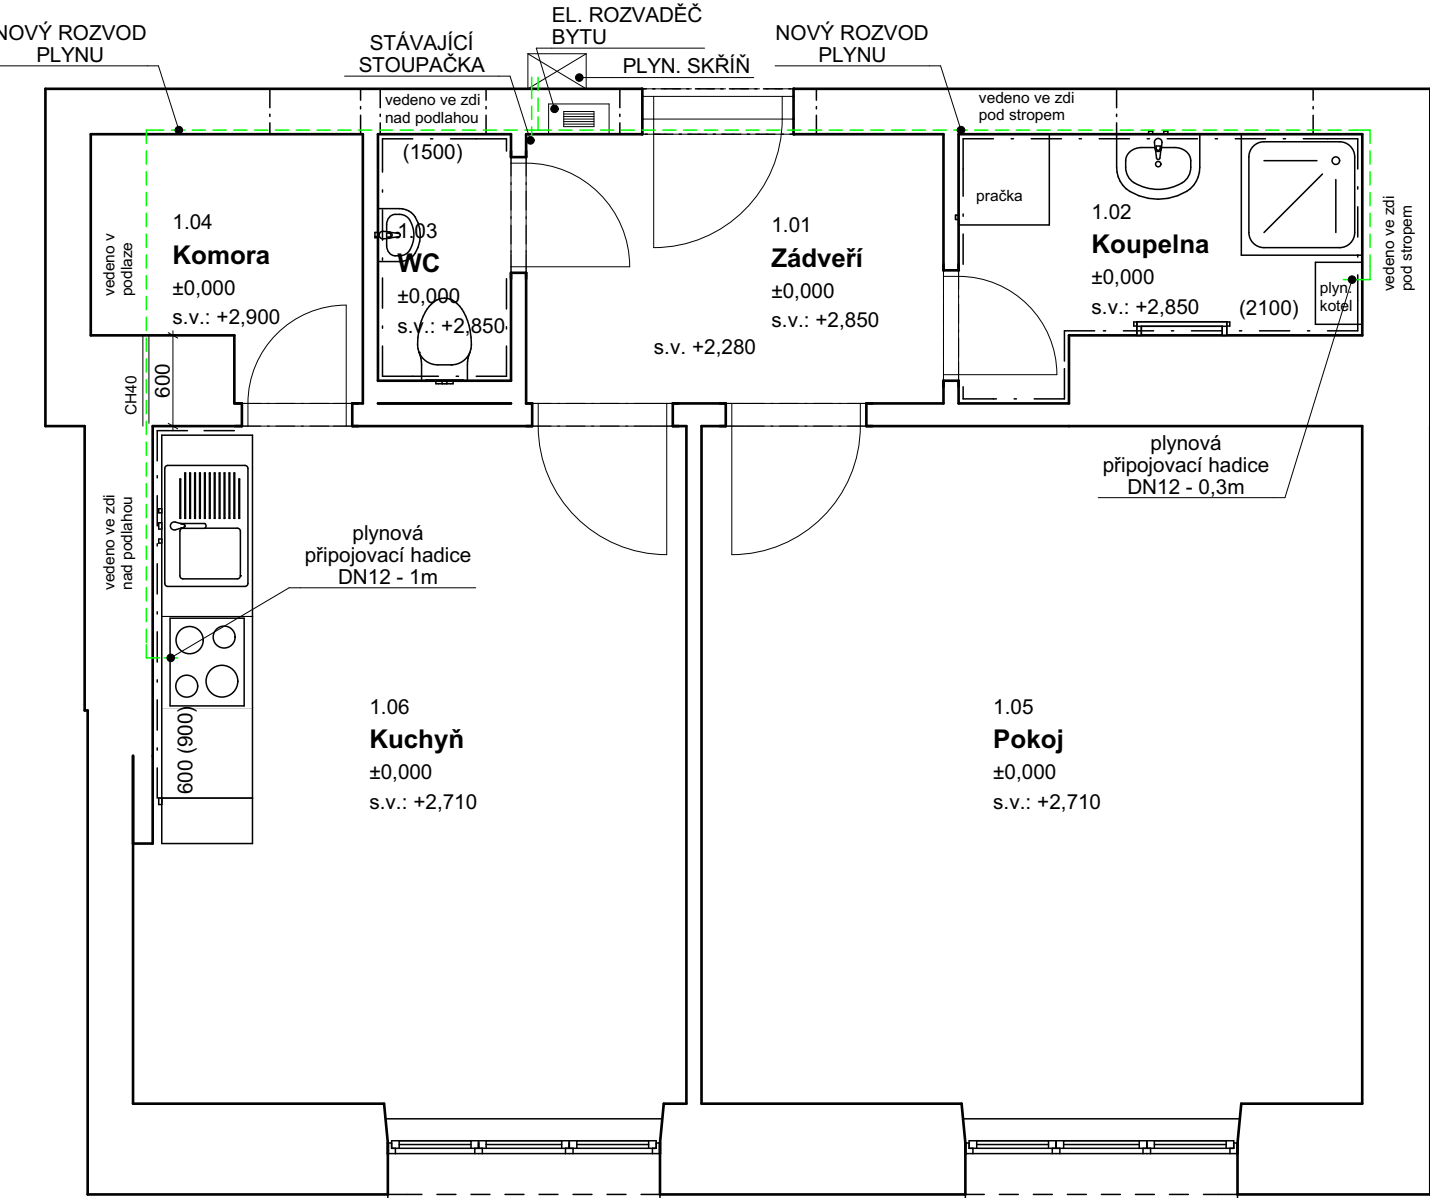 NOVÝ ROZVOD
PLYNU
STÁVAJÍCÍ
STOUPAČKA
EL. ROZVADĚČ
BYTU
PLYN. SKŘÍŇ
NOVÝ ROZVOD
PLYNU
vedeno ve zdi
nad podlahou
vedeno ve zdi
pod stropem
(1500)
1.04
Komora
±0,000
s.v.: +2,900
vedeno v
podlaze
1.03
WC
±0,000
s.v.: +2,850
1.01
Zádveří
±0,000
s.v.: +2,850
s.v. +2,280
pračka
1.02
Koupelna
±0,000
s.v.: +2,850
(2100)
plyn.
kotel
vedeno ve zdi
pod stropem
CH40
600
vedeno ve zdi
nad podlahou
plynová
připojovací hadice
DN12 - 1m
plynová
připojovací hadice
DN12 - 0,3m
600 (900)
1.06
Kuchyň
±0,000
s.v.: +2,710
1.05
Pokoj
±0,000
s.v.: +2,710